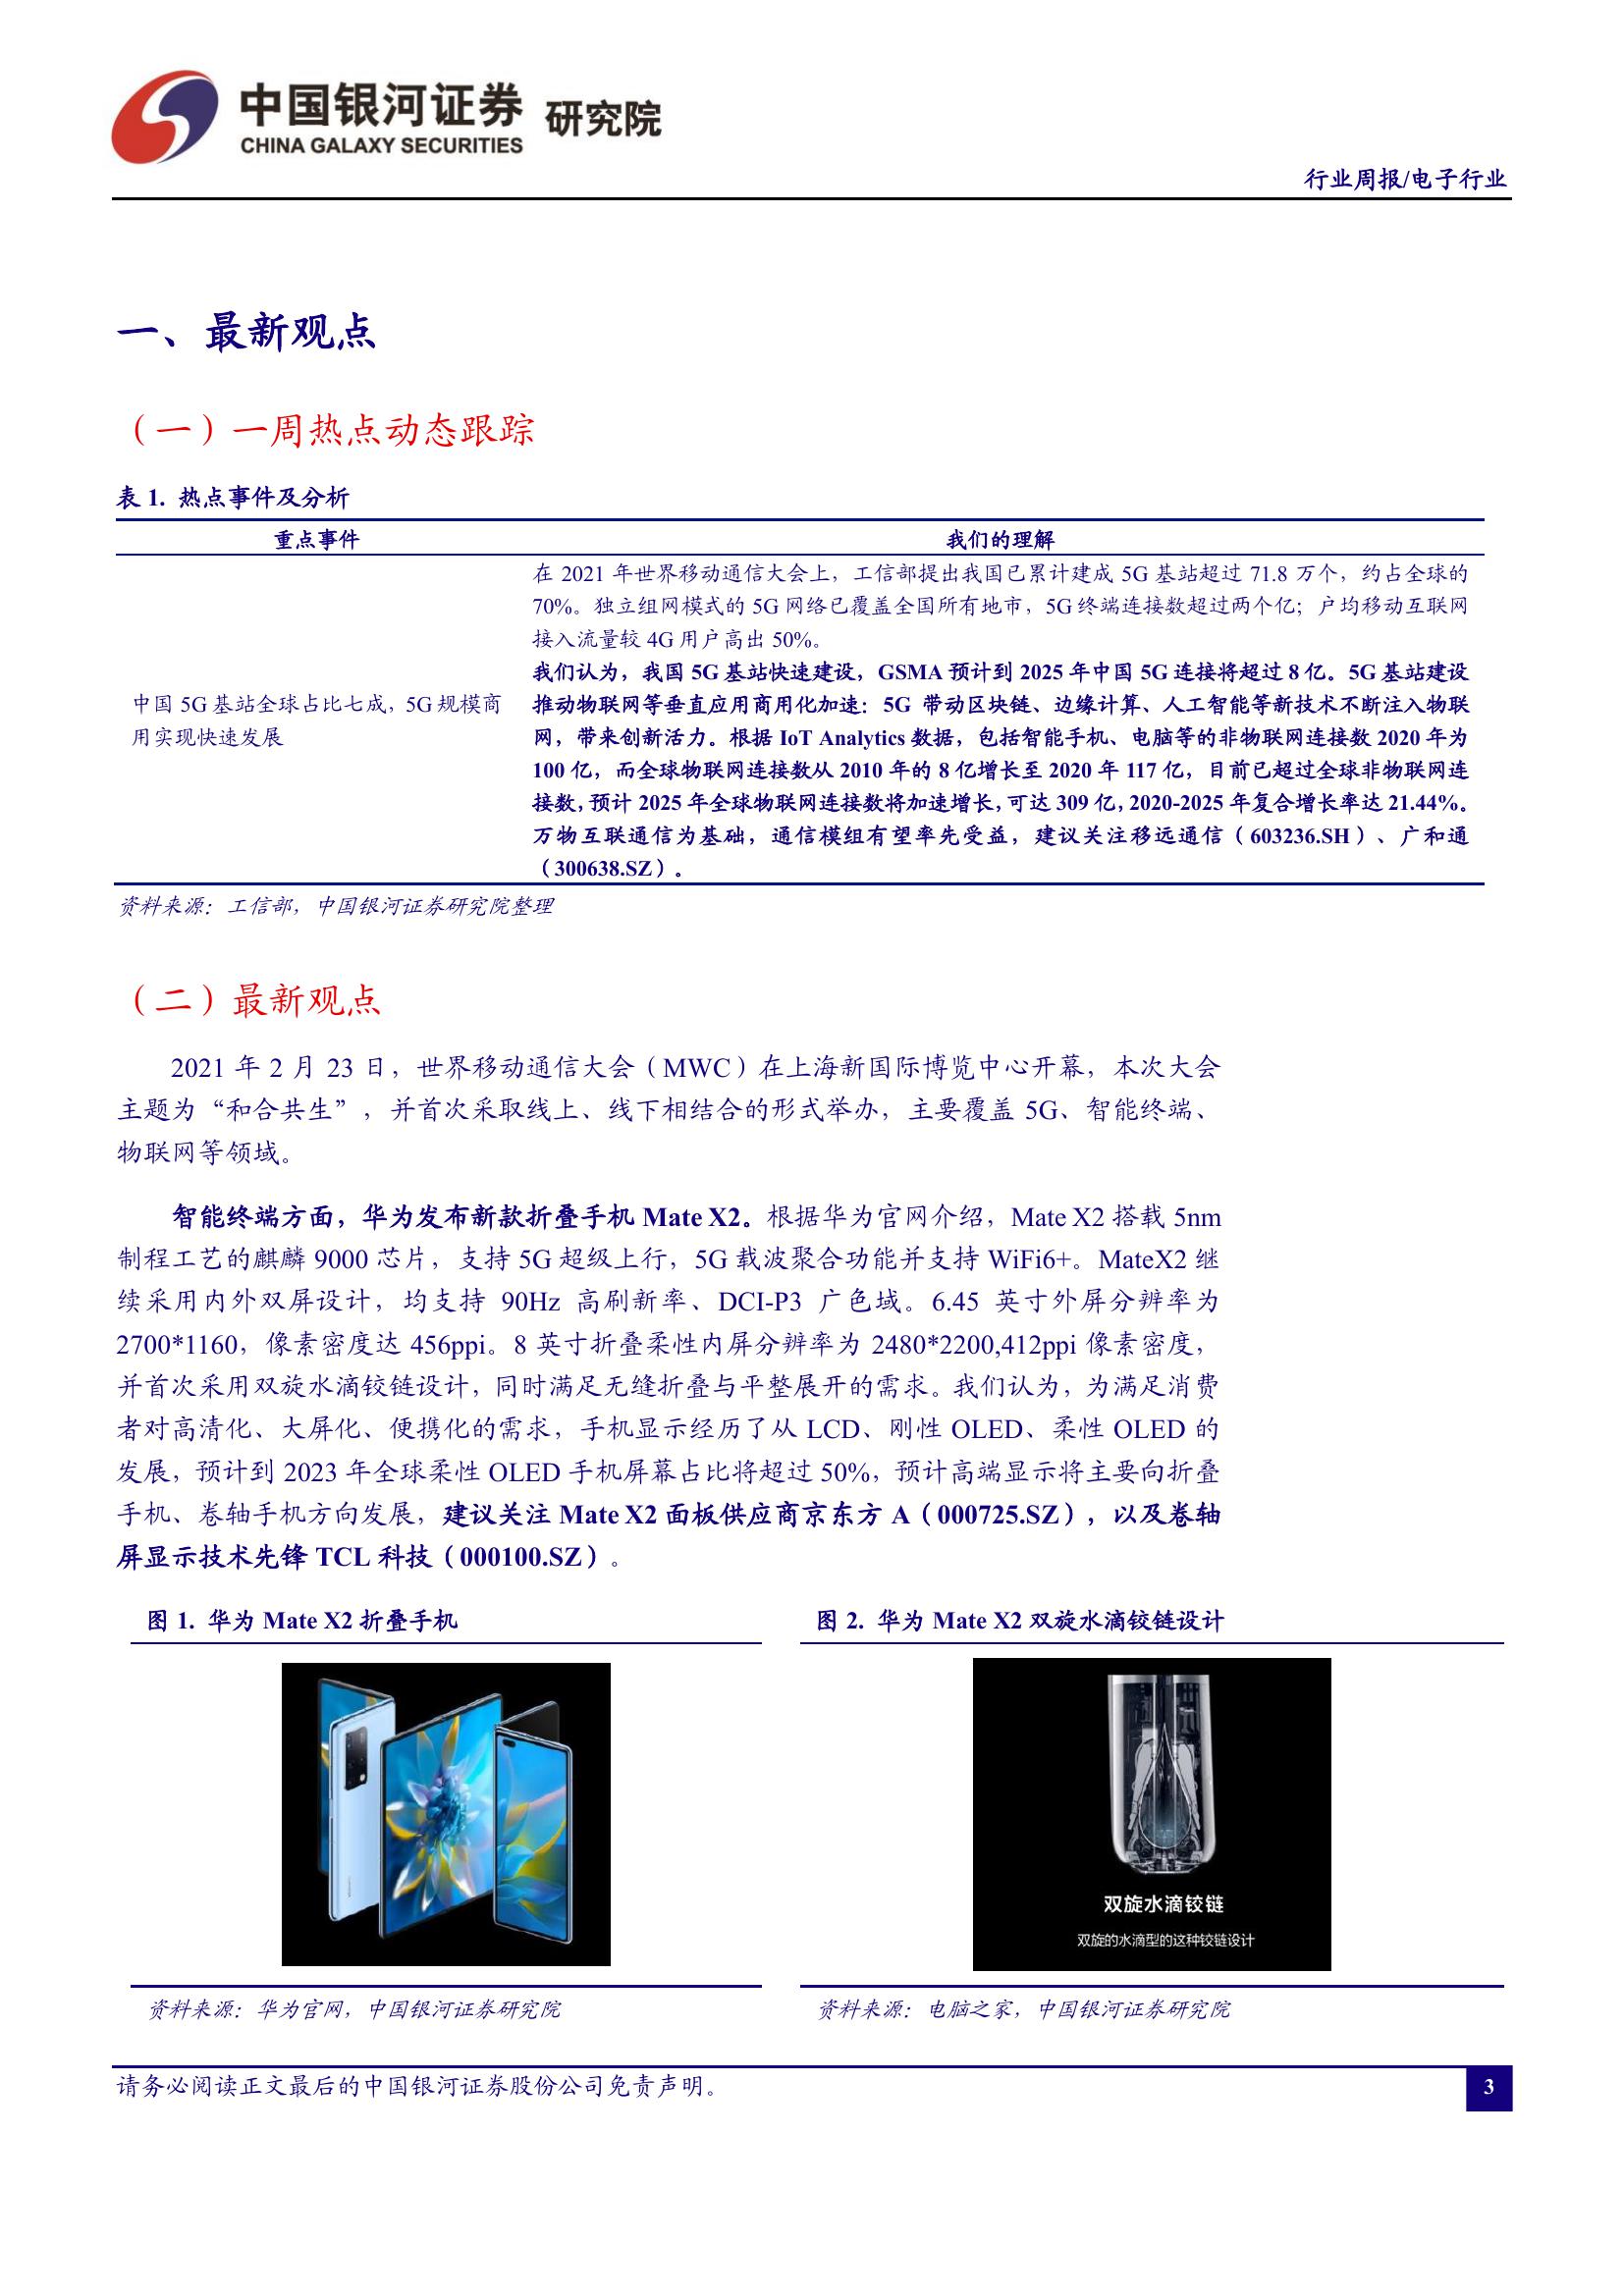 中国银河证券 研究院
CHINA GALAXY SECURITIES
行业周报/电子行业
一、最新观点
（一）一周热点动态跟踪
表 1. 热点事件及分析
重点事件 我们的理解
中国 5G 基站全球占比七成，5G 规模商
用实现快速发展
在 2021 年世界移动通信大会上，工信部提出我国已累计建成 5G 基站超过 71.8 万个，约占全球的
70%。独立组网模式的 5G 网络已覆盖全国所有地市，5G 终端连接数超过两个亿；户均移动互联网
接入流量较 4G 用户高出 50%。
我们认为，我国 5G 基站快速建设，GSMA 预计到 2025 年中国 5G 连接将超过 8 亿。5G 基站建设
推动物联网等垂直应用商用化加速：5G 带动区块链、边缘计算、人工智能等新技术不断注入物联
网，带来创新活力。根据 IoT Analytics 数据，包括智能手机、电脑等的非物联网连接数 2020 年为
100 亿，而全球物联网连接数从 2010 年的 8 亿增长至 2020 年 117 亿，目前已超过全球非物联网连
接数，预计 2025 年全球物联网连接数将加速增长，可达 309 亿，2020-2025 年复合增长率达 21.44%。
万物互联通信为基础，通信模组有望率先受益，建议关注移远通信（603236.SH）、广和通
（300638.SZ）。
资料来源：工信部，中国银河证券研究院整理
（二）最新观点
2021 年 2 月 23 日，世界移动通信大会（MWC）在上海新国际博览中心开幕，本次大会
主题为“和合共生”，并首次采取线上、线下相结合的形式举办，主要覆盖 5G、智能终端、
物联网等领域。
智能终端方面，华为发布新款折叠手机 Mate X2。根据华为官网介绍，Mate X2 搭载 5nm
制程工艺的麒麟 9000 芯片，支持 5G 超级上行，5G 载波聚合功能并支持 WiFi6+。MateX2 继
续采用内外双屏设计，均支持 90Hz 高刷新率、DCI-P3 广色域。6.45 英寸外屏分辨率为
2700*1160，像素密度达 456ppi。8 英寸折叠柔性内屏分辨率为 2480*2200,412ppi 像素密度，
并首次采用双旋水滴铰链设计，同时满足无缝折叠与平整展开的需求。我们认为，为满足消费
者对高清化、大屏化、便携化的需求，手机显示经历了从 LCD、刚性 OLED、柔性 OLED 的
发展，预计到 2023 年全球柔性 OLED 手机屏幕占比将超过 50%，预计高端显示将主要向折叠
手机、卷轴手机方向发展，建议关注 Mate X2 面板供应商京东方 A（000725.SZ），以及卷轴
屏显示技术先锋 TCL 科技（000100.SZ）。
图 1. 华为 Mate X2 折叠手机
图 2. 华为 Mate X2 双旋水滴铰链设计
双旋水滴铰链
双旋的水滴型的这种铰链设计
资料来源：华为官网，中国银河证券研究院
资料来源：电脑之家，中国银河证券研究院
请务必阅读正文最后的中国银河证券股份公司免责声明。
3